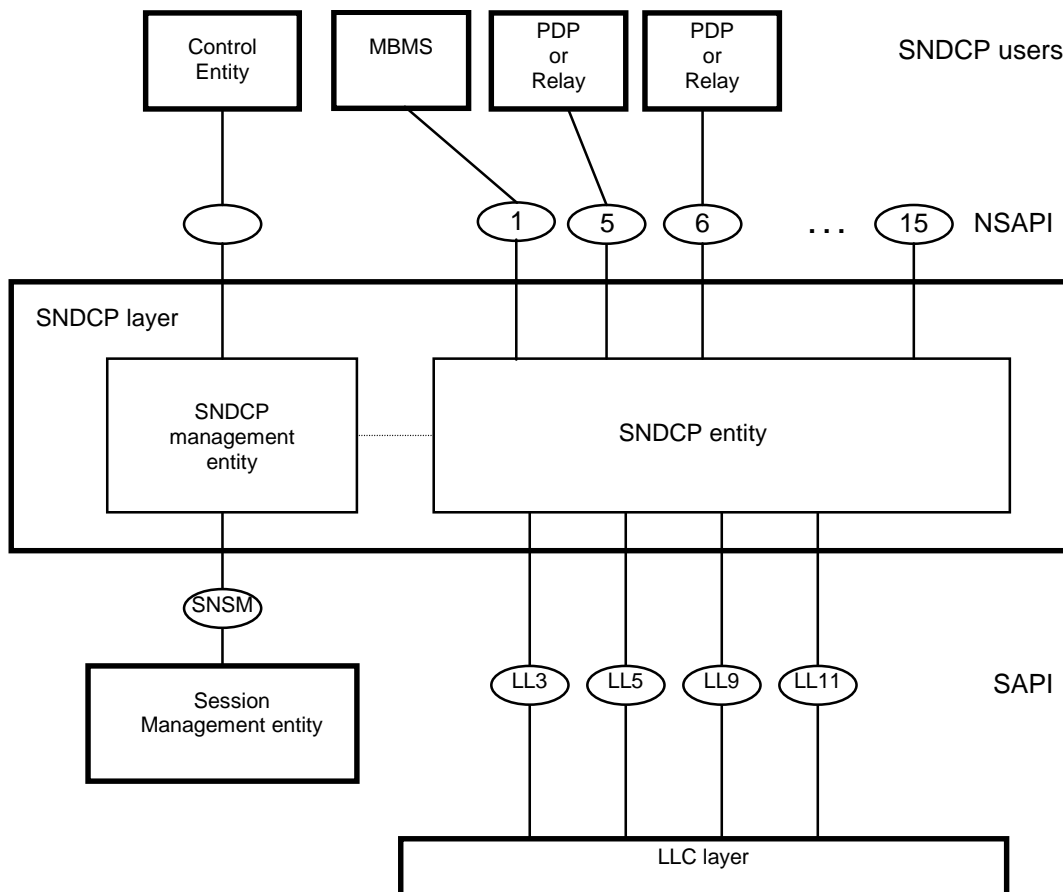 Control
Entity
MBMS
PDP
or
Relay
PDP
or
Relay
SNDCP users
1
5
6
. . .
15
NSAPI
SNDCP layer
SNDCP
management
entity
SNDCP entity
SNSM
LL3
LL5
LL9
LL11
SAPI
Session
Management entity
LLC layer